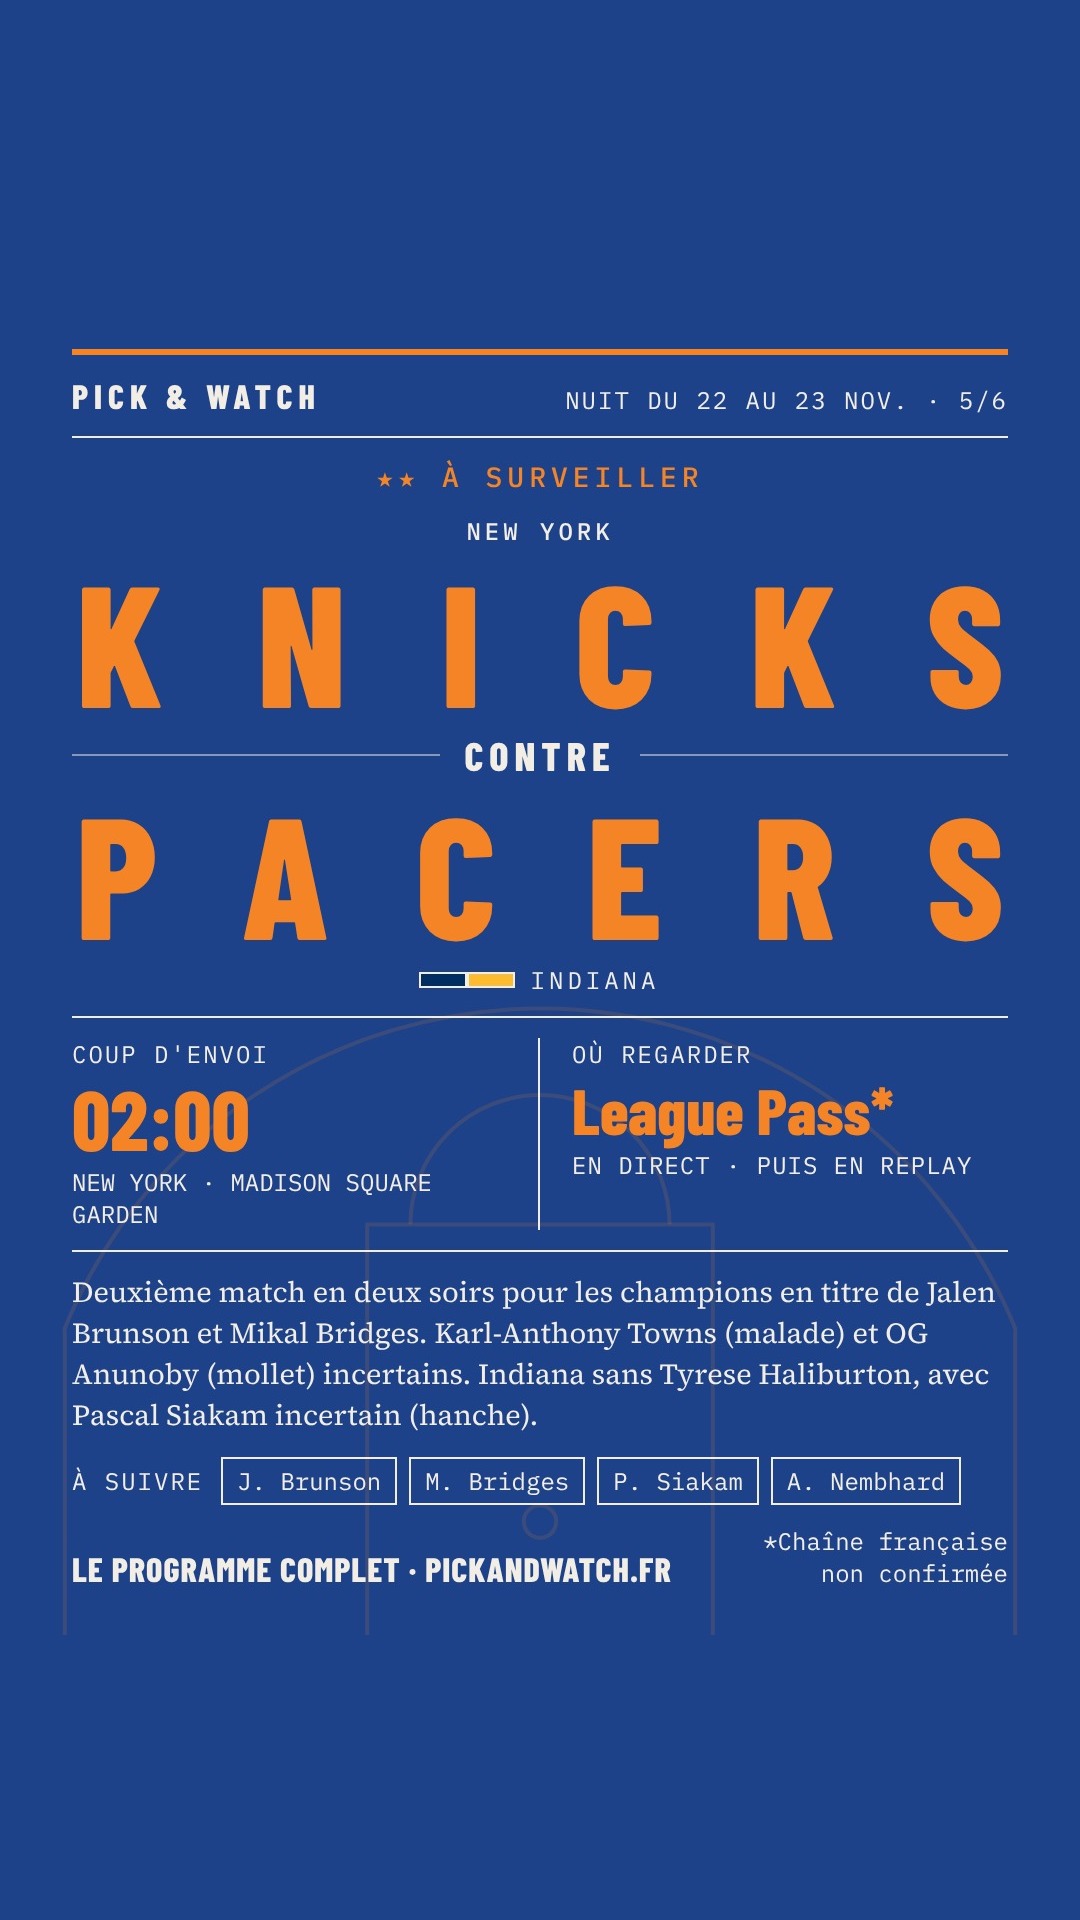 PICK & WATCH
NUIT DU 22 AU 23 NOV. · 5/6
★★ À SURVEILLER
NEW YORK
KNICKS
CONTRE
PACERS
INDIANA
COUP D'ENVOI
02:00
NEW YORK · MADISON SQUARE
GARDEN
OÙ REGARDER
League Pass*
EN DIRECT · PUIS EN REPLAY
Deuxième match en deux soirs pour les champions en titre de Jalen
Brunson et Mikal Bridges. Karl-Anthony Towns (malade) et OG
Anunoby (mollet) incertains. Indiana sans Tyrese Haliburton, avec
Pascal Siakam incertain (hanche).
À SUIVRE J. Brunson M. Bridges P. Siakam A. Nembhard
LE PROGRAMME COMPLET · PICKANDWATCH.FR
*Chaîne française
non confirmée